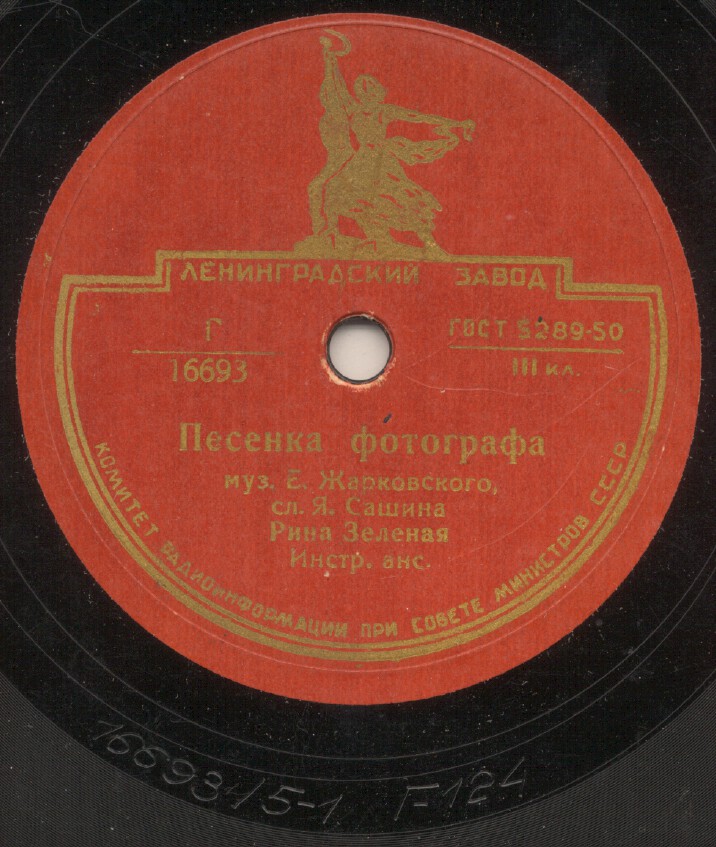 ЛЕНИНГРАДСКИЙ ЗАВОД
Г
16693
ГОСТ 5289-50
III кл.
Песенка фотографа
муз. Е. Жарковского,
сл. Я. Сашина
Рина Зеленая
Инстр. анс.
КОМИТЕТ РАДИОИНФОРМАЦИИ ПРИ СОВЕТЕ МИНИСТРОВ СССР
16693/5-1 Г-124